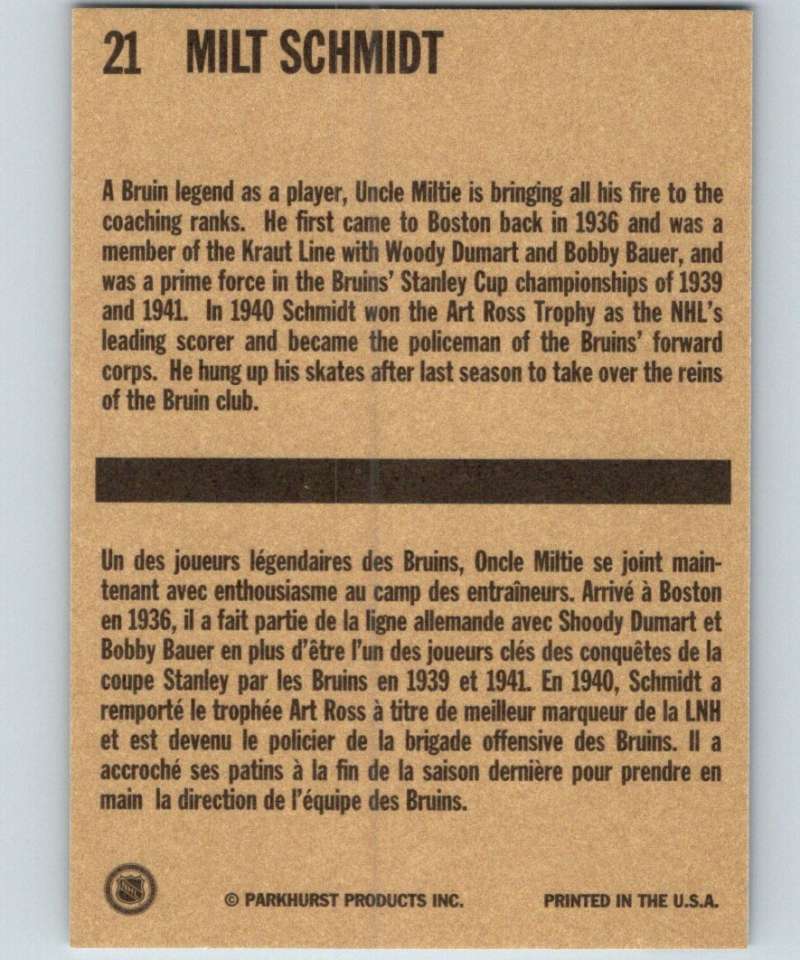 21 MILT SCHMIDT
A Bruin legend as a player, Uncle Miltie is bringing all his fire to the
coaching ranks. He first came to Boston back in 1936 and was a
member of the Kraut Line with Woody Dumart and Bobby Bauer, and
was a prime force in the Bruins' Stanley Cup championships of 1939
and 1941. In 1940 Schmidt won the Art Ross Trophy as the NHL's
leading scorer and became the policeman of the Bruins' forward
corps. He hung up his skates after last season to take over the reins
of the Bruin club.
Un des joueurs légendaires des Bruins, Oncle Miltie se joint main-
tenant avec enthousiasme au camp des entraîneurs. Arrivé à Boston
en 1936, il a fait partie de la ligne allemande avec Shoody Dumart et
Bobby Bauer en plus d'être l'un des joueurs clés des conquêtes de la
coupe Stanley par les Bruins en 1939 et 1941. En 1940, Schmidt a
remporté le trophée Art Ross à titre de meilleur marqueur de la LNH
et est devenu le policier de la brigade offensive des Bruins. Il a
accroché ses patins à la fin de la saison dernière pour prendre en
main la direction de l'équipe des Bruins.
NHL
© PARKHURST PRODUCTS INC. PRINTED IN THE U.S.A.